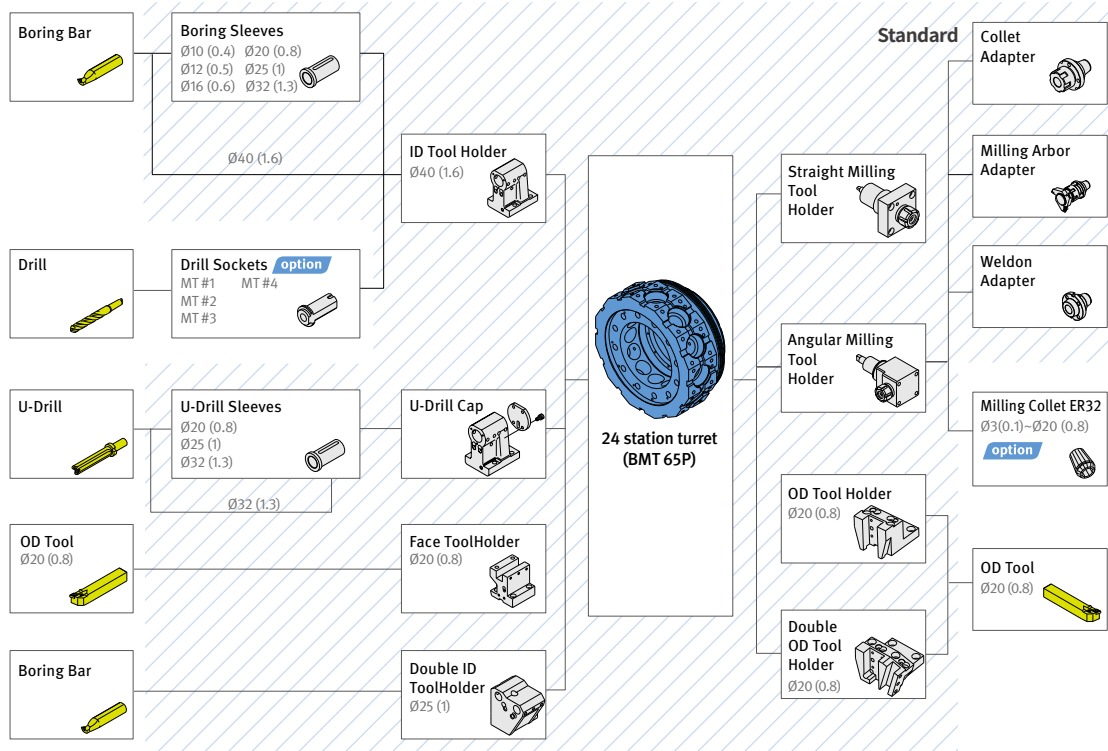 Boring Bar
Boring Sleeves
Ø10 (0.4) Ø20 (0.8)
Ø12 (0.5) Ø25 (1)
Ø16 (0.6) Ø32 (1.3)
Ø40 (1.6)
ID Tool Holder
Ø40 (1.6)
Drill
Drill Sockets option
MT #1 MT #4
MT #2
MT #3
U-Drill
U-Drill Sleeves
Ø20 (0.8)
Ø25 (1)
Ø32 (1.3)
Ø32 (1.3)
U-Drill Cap
OD Tool
Ø20 (0.8)
Face ToolHolder
Ø20 (0.8)
Boring Bar
Double ID
ToolHolder
Ø25 (1)
24 station turret
(BMT 65P)
Standard
Straight Milling
Tool
Holder
Angular Milling
Tool
Holder
OD Tool Holder
Ø20 (0.8)
Double
OD Tool
Holder
Ø20 (0.8)
Collet
Adapter
Milling Arbor
Adapter
Weldon
Adapter
Milling Collet ER32
Ø3(0.1)~Ø20 (0.8)
option
OD Tool
Ø20 (0.8)